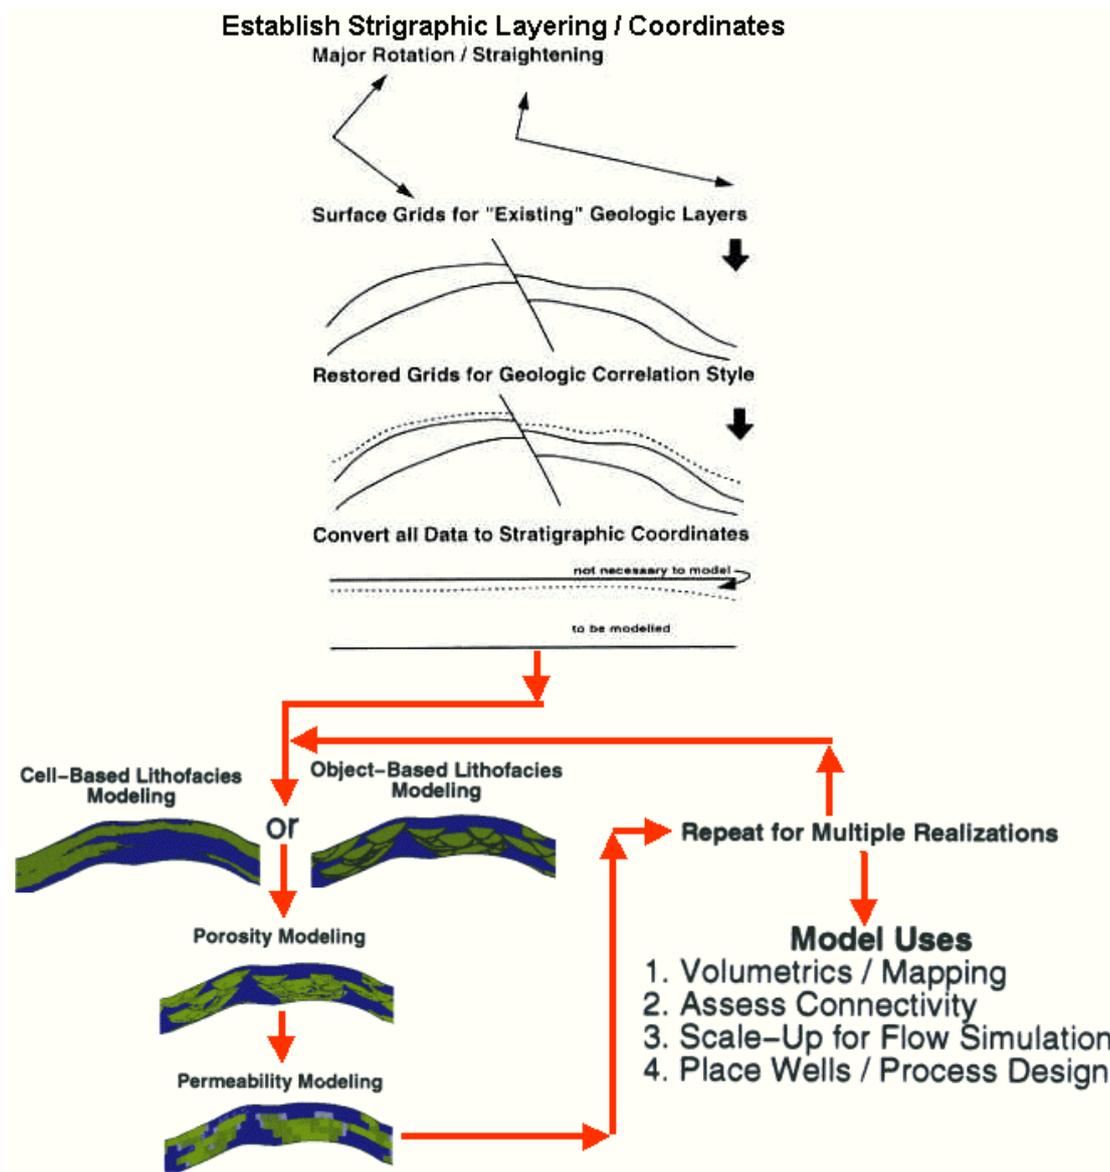 Establish Strigraphic Layering / Coordinates
Major Rotation / Straightening
Surface Grids for "Existing" Geologic Layers
Restored Grids for Geologic Correlation Style
Convert all Data to Stratigraphic Coordinates
not necessary to model
to be modelled
Cell-Based Lithofacies
Modeling
or
Object-Based Lithofacies
Modeling
Porosity Modeling
Permeability Modeling
Repeat for Multiple Realizations
Model Uses
1. Volumetrics / Mapping
2. Assess Connectivity
3. Scale-Up for Flow Simulation
4. Place Wells / Process Design